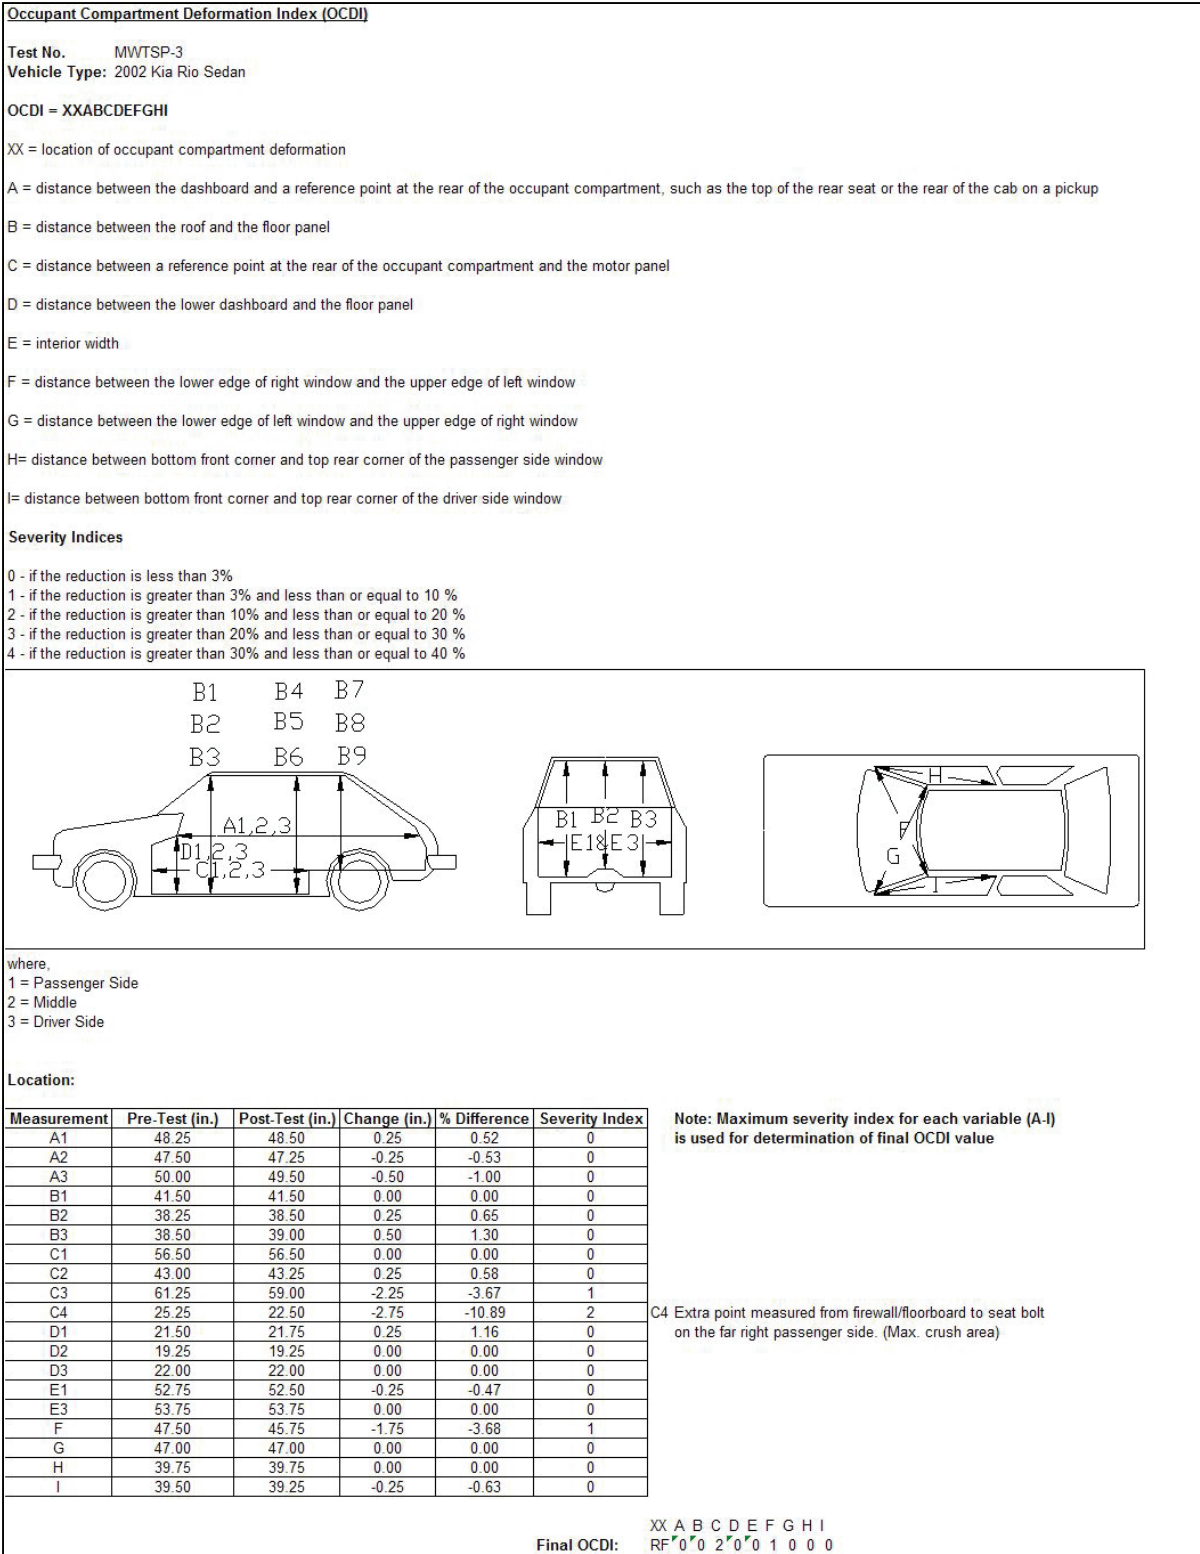 Occupant Compartment Deformation Index (OCDI)
Test No. MWTSP-3
Vehicle Type: 2002 Kia Rio Sedan
OCDI = XXABCDEFGHI
XX = location of occupant compartment deformation
A = distance between the dashboard and a reference point at the rear of the occupant compartment, such as the top of the rear seat or the rear of the cab on a pickup
B = distance between the roof and the floor panel
C = distance between a reference point at the rear of the occupant compartment and the motor panel
D = distance between the lower dashboard and the floor panel
E = interior width
F = distance between the lower edge of right window and the upper edge of left window
G = distance between the lower edge of left window and the upper edge of right window
H= distance between bottom front corner and top rear corner of the passenger side window
I= distance between bottom front corner and top rear corner of the driver side window
Severity Indices
0 - if the reduction is less than 3%
1 - if the reduction is greater than 3% and less than or equal to 10 %
2 - if the reduction is greater than 10% and less than or equal to 20 %
3 - if the reduction is greater than 20% and less than or equal to 30 %
4 - if the reduction is greater than 30% and less than or equal to 40 %
B1 B4 B7
B2 B5 B8
B3 B6 B9
A1,2,3
D1,2,3
C1,2,3
B1 B2 B3
E1&E3
H
F
G
I
where,
1 = Passenger Side
2 = Middle
3 = Driver Side
Location:
Measurement Pre-Test (in.) Post-Test (in.) Change (in.) % Difference Severity Index
A1 48.25 48.50 0.25 0.52 0
A2 47.50 47.25 -0.25 -0.53 0
A3 50.00 49.50 -0.50 -1.00 0
B1 41.50 41.50 0.00 0.00 0
B2 38.25 38.50 0.25 0.65 0
B3 38.50 39.00 0.50 1.30 0
C1 56.50 56.50 0.00 0.00 0
C2 43.00 43.25 0.25 0.58 0
C3 61.25 59.00 -2.25 -3.67 1
C4 25.25 22.50 -2.75 -10.89 2
D1 21.50 21.75 0.25 1.16 0
D2 19.25 19.25 0.00 0.00 0
D3 22.00 22.00 0.00 0.00 0
E1 52.75 52.50 -0.25 -0.47 0
E3 53.75 53.75 0.00 0.00 0
F 47.50 45.75 -1.75 -3.68 1
G 47.00 47.00 0.00 0.00 0
H 39.75 39.75 0.00 0.00 0
I 39.50 39.25 -0.25 -0.63 0
Note: Maximum severity index for each variable (A-I)
is used for determination of final OCDI value
C4 Extra point measured from firewall/floorboard to seat bolt
on the far right passenger side. (Max. crush area)
XX A B C D E F G H I
Final OCDI: RF 0 0 2 0 0 1 0 0 0